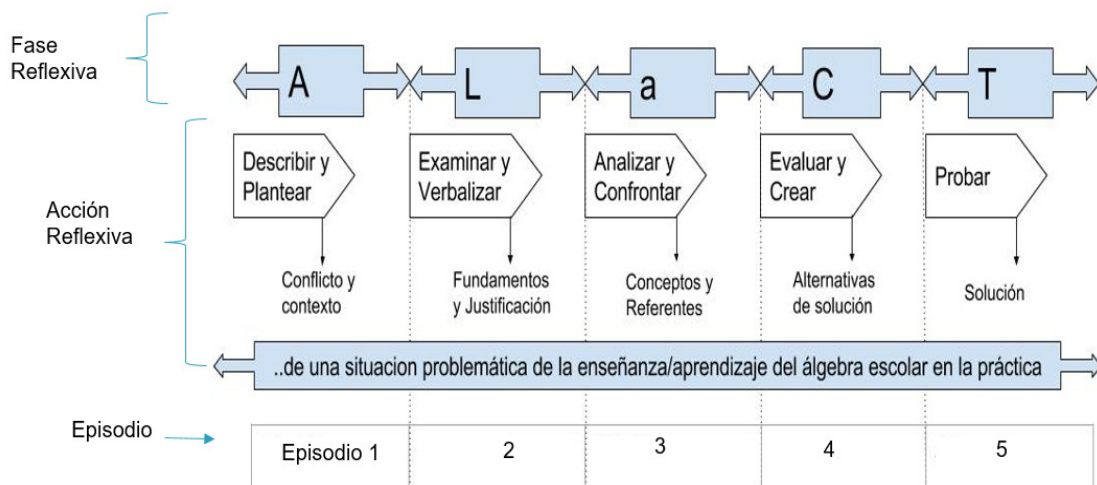 Fase
Reflexiva
A
L
a
C
T
Acción
Reflexiva
Describir y
Plantear
Examinar y
Verbalizar
Analizar y
Confrontar
Evaluar y
Crear
Probar
Conflicto y
contexto
Fundamentos
y Justificación
Conceptos y
Referentes
Alternativas
de solución
Solución
..de una situacion problemática de la enseñanza/aprendizaje del álgebra escolar en la práctica
Episodio
Episodio 1
2
3
4
5